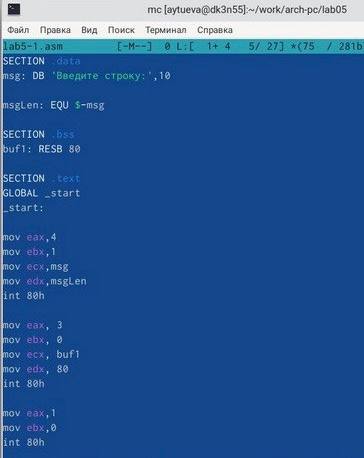 mc [aytueva@dk3n55]:~/work/arch-pc/lab05
Файл Правка Вид Поиск Терминал Справка
lab5-1.asm [-M--] 0 L:[ 1+ 4 5/ 27] *(75 / 281b
SECTION .data
msg: DB 'Введите строку:',10
msgLen: EQU $-msg
SECTION .bss
buf1: RESB 80
SECTION .text
GLOBAL _start
_start:
mov eax,4
mov ebx,1
mov ecx,msg
mov edx,msgLen
int 80h
mov eax, 3
mov ebx, 0
mov ecx, buf1
mov edx, 80
int 80h
mov eax,1
mov ebx,0
int 80h